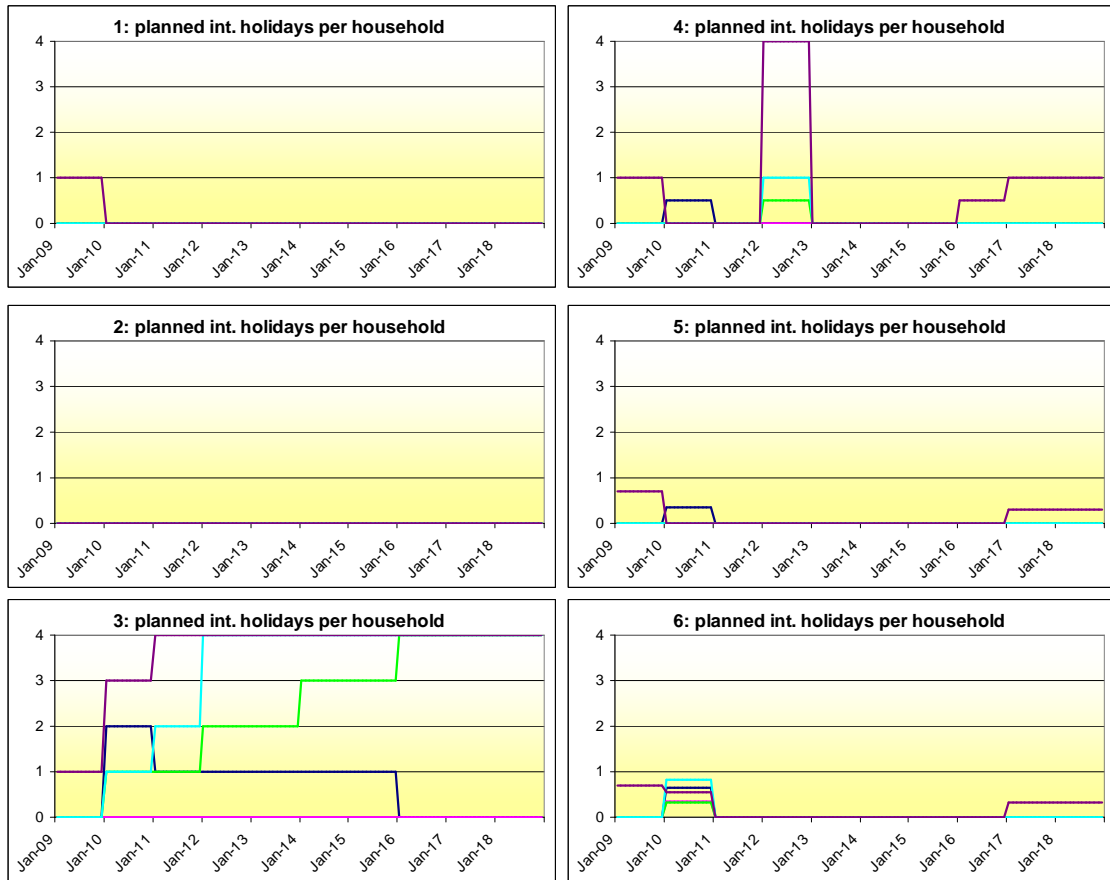 1: planned int. holidays per household
4
3
2
1
0
Jan-09 Jan-10 Jan-11 Jan-12 Jan-13 Jan-14 Jan-15 Jan-16 Jan-17 Jan-18
4: planned int. holidays per household
4
3
2
1
0
Jan-09 Jan-10 Jan-11 Jan-12 Jan-13 Jan-14 Jan-15 Jan-16 Jan-17 Jan-18
2: planned int. holidays per household
4
3
2
1
0
Jan-09 Jan-10 Jan-11 Jan-12 Jan-13 Jan-14 Jan-15 Jan-16 Jan-17 Jan-18
5: planned int. holidays per household
4
3
2
1
0
Jan-09 Jan-10 Jan-11 Jan-12 Jan-13 Jan-14 Jan-15 Jan-16 Jan-17 Jan-18
3: planned int. holidays per household
4
3
2
1
0
Jan-09 Jan-10 Jan-11 Jan-12 Jan-13 Jan-14 Jan-15 Jan-16 Jan-17 Jan-18
6: planned int. holidays per household
4
3
2
1
0
Jan-09 Jan-10 Jan-11 Jan-12 Jan-13 Jan-14 Jan-15 Jan-16 Jan-17 Jan-18